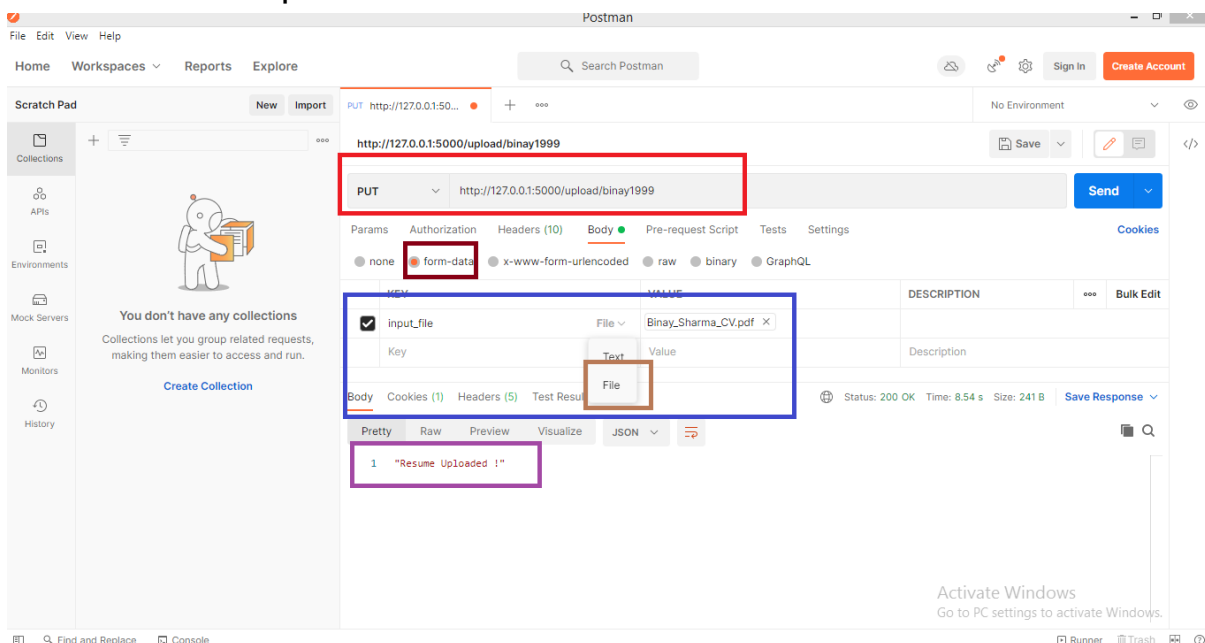 Postman
File Edit View Help
Home Workspaces Reports Explore Search Postman Sign In Create Account
Scratch Pad New Import PUT http://127.0.0.1:50... No Environment
http://127.0.0.1:5000/upload/binay1999 Save
Collections
PUT http://127.0.0.1:5000/upload/binay1999 Send
APIs
Params Authorization Headers (10) Body Pre-request Script Tests Settings Cookies
none form-data x-www-form-urlencoded raw binary GraphQL
Environments
KEY VALUE DESCRIPTION Bulk Edit
Mock Servers
You don't have any collections
input_file File Binay_Sharma_CV.pdf
Collections let you group related requests,
making them easier to access and run.
Key Text Value Description
Monitors
File
Create Collection
Body Cookies (1) Headers (5) Test Resul Status: 200 OK Time: 8.54 s Size: 241 B Save Response
History
Pretty Raw Preview Visualize JSON
1 "Resume Uploaded !"
Activate Windows
Go to PC settings to activate Windows.
Find and Replace Console Runner Trash